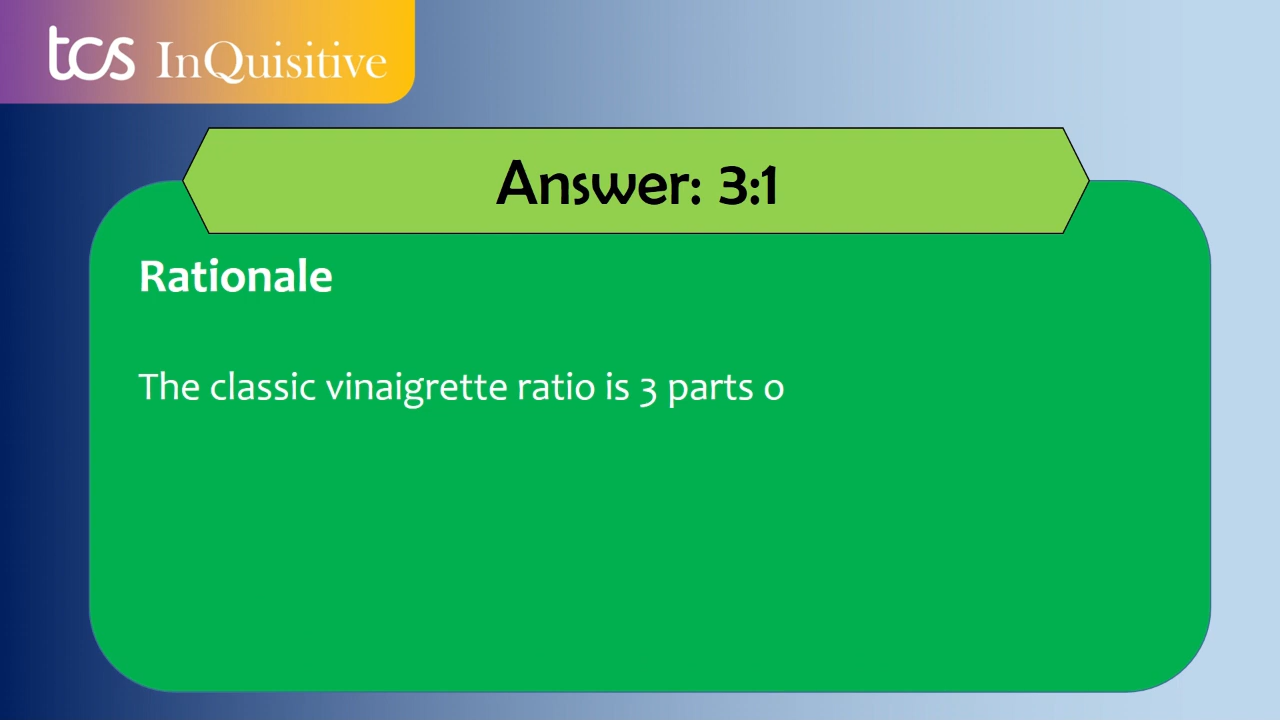 tcs InQuisitive
Answer: 3:1
Rationale
The classic vinaigrette ratio is 3 parts o